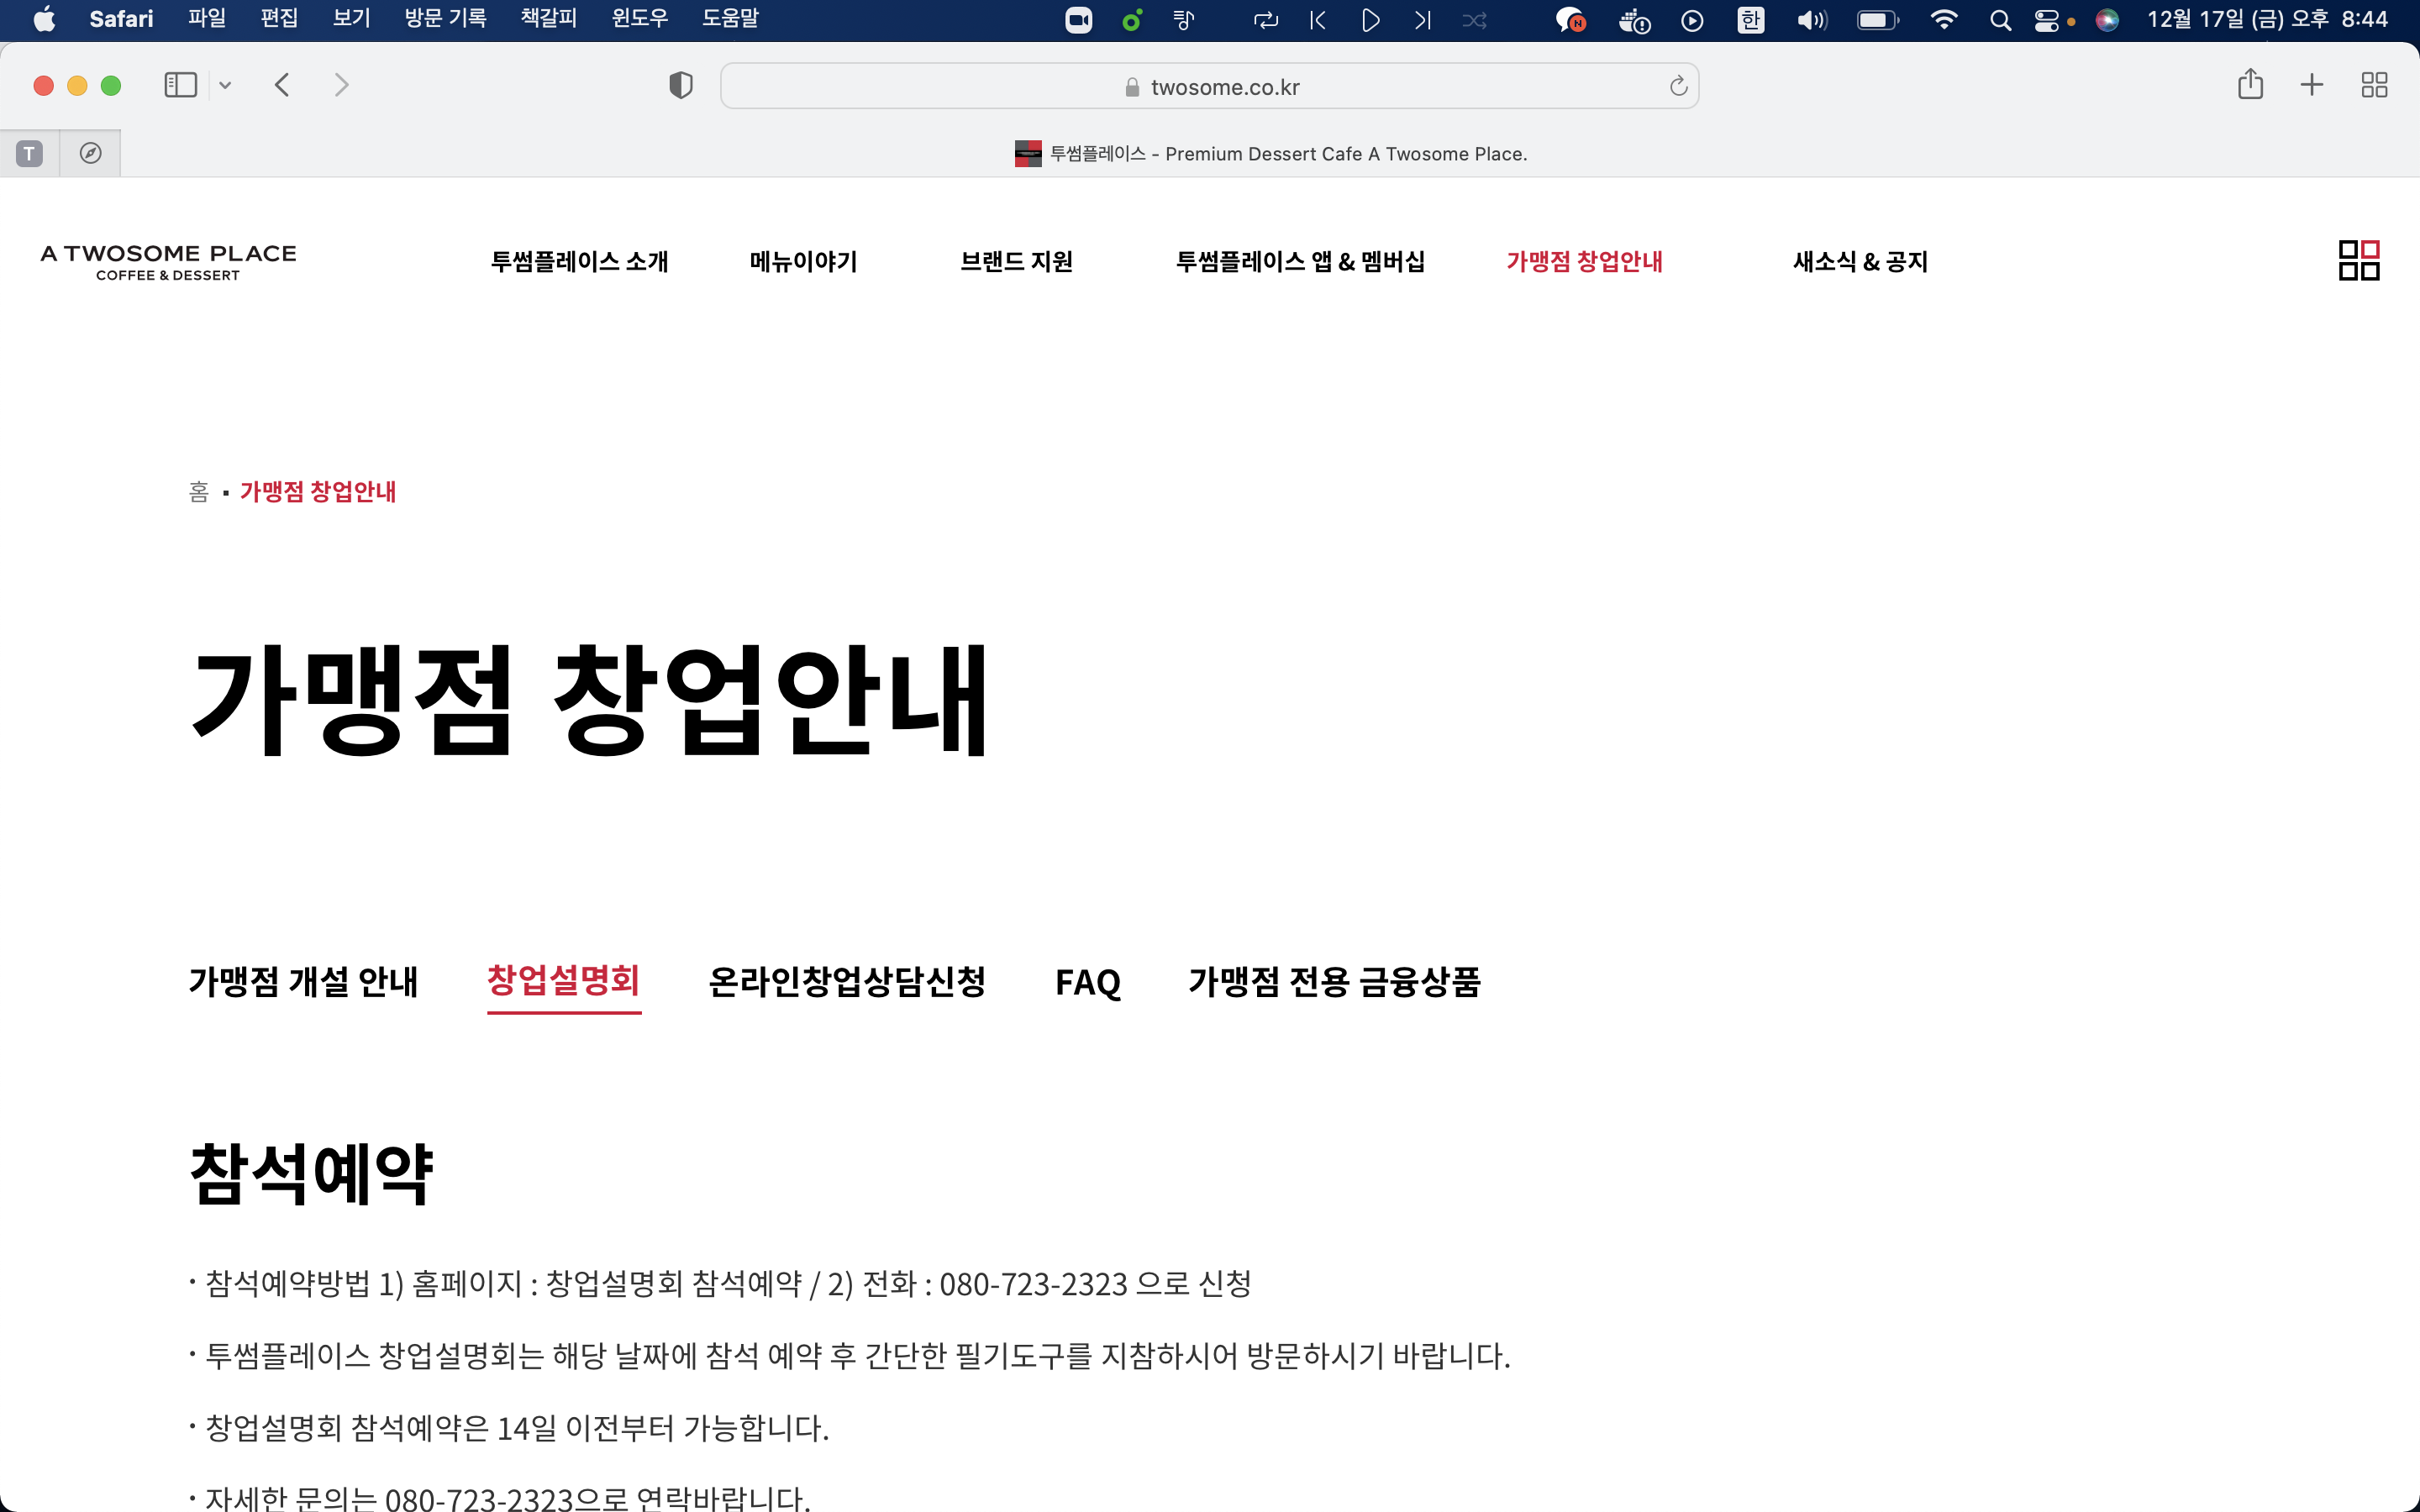 Safari 파일 편집 보기 방문 기록 책갈피 윈도우 도움말 한 12월 17일 (금) 오후 8:44
twosome.co.kr
T 투썸플레이스 - Premium Dessert Cafe A Twosome Place.
A TWOSOME PLACE
COFFEE & DESSERT
투썸플레이스 소개 메뉴이야기 브랜드 지원 투썸플레이스 앱 & 멤버십 가맹점 창업안내 새소식 & 공지
홈 ▪ 가맹점 창업안내
가맹점 창업안내
가맹점 개설 안내 창업설명회 온라인창업상담신청 FAQ 가맹점 전용 금융상품
참석예약
· 참석예약방법 1) 홈페이지 : 창업설명회 참석예약 / 2) 전화 : 080-723-2323 으로 신청
· 투썸플레이스 창업설명회는 해당 날짜에 참석 예약 후 간단한 필기도구를 지참하시어 방문하시기 바랍니다.
· 창업설명회 참석예약은 14일 이전부터 가능합니다.
· 자세한 문의는 080-723-2323으로 연락바랍니다.